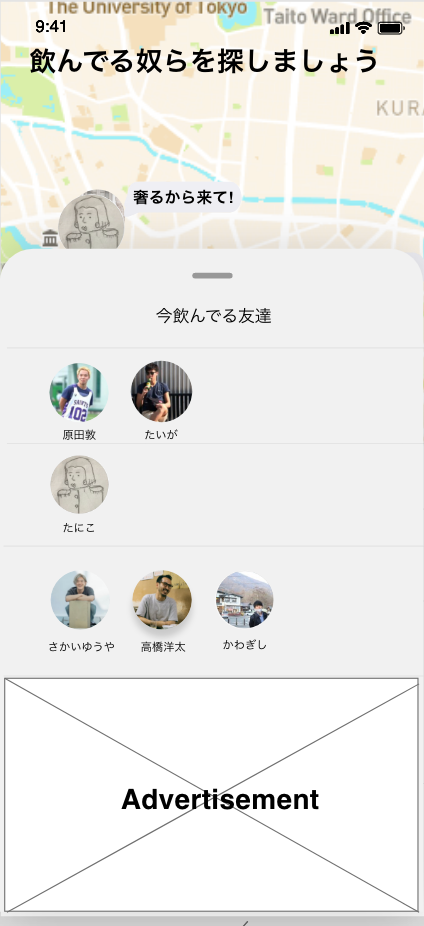 The University of Tokyo
Taito Ward Office
9:41
飲んでる奴らを探しましょう
KURA
奢るから来て!
今飲んでる友達
SAINTS
102
原田敦
たいが
たにこ
さかいゆうや
高橋洋太
かわぎし
Advertisement